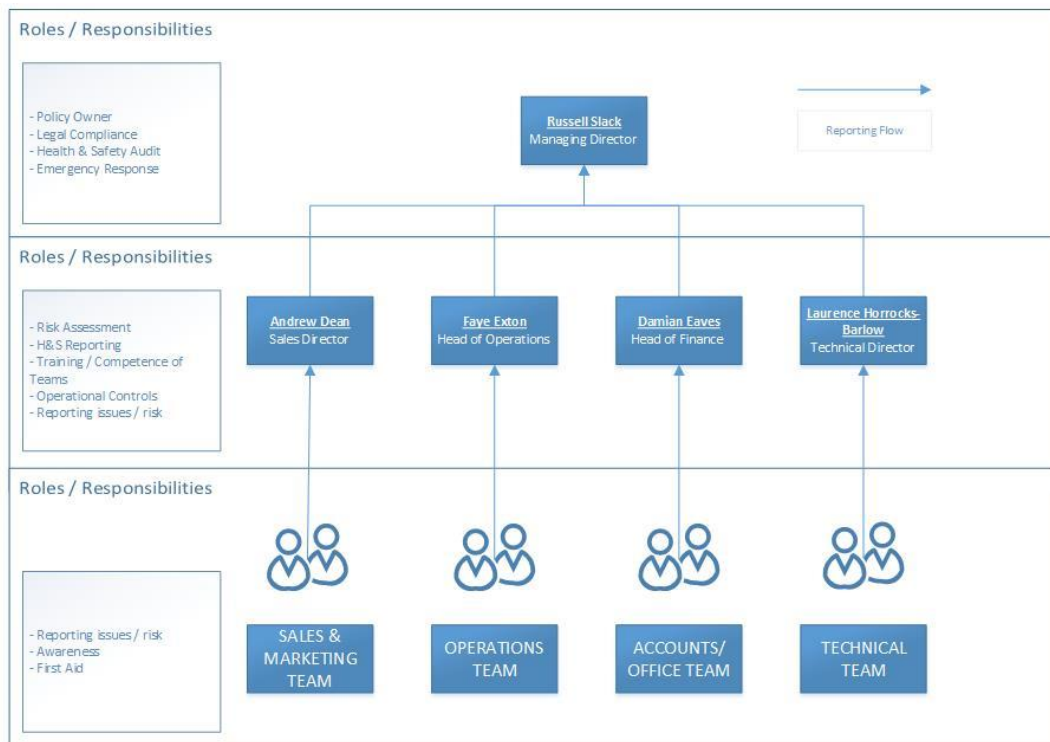 Roles / Responsibilities
- Policy Owner
- Legal Compliance
- Health & Safety Audit
- Emergency Response
Russell Slack
Managing Director
Reporting Flow
Roles / Responsibilities
- Risk Assessment
- H&S Reporting
- Training / Competence of
Teams
- Operational Controls
- Reporting issues / risk
Andrew Dean
Sales Director
Faye Exton
Head of Operations
Damian Eaves
Head of Finance
Laurence Horrocks-
Barlow
Technical Director
Roles / Responsibilities
- Reporting issues / risk
- Awareness
- First Aid
SALES &
MARKETING
TEAM
OPERATIONS
TEAM
ACCOUNTS/
OFFICE TEAM
TECHNICAL
TEAM